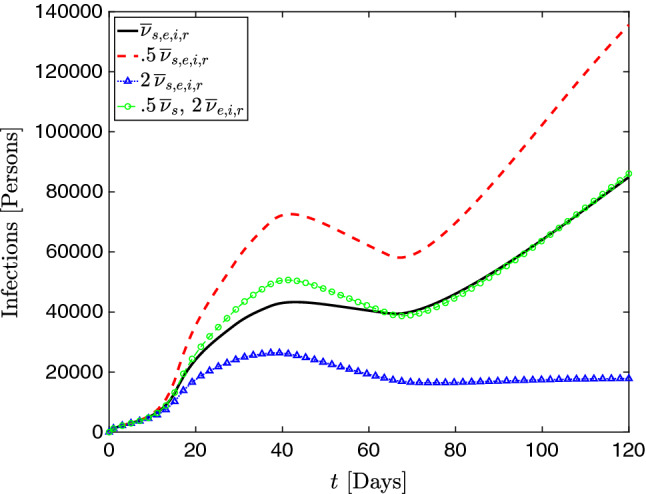 140000
120000
100000
80000
60000
40000
20000
0
0
20
40
60
80
100
120
Infections [Persons]
t [Days]
ν̅s,e,i,r
.5 ν̅s,e,i,r
2 ν̅s,e,i,r
.5 ν̅s, 2 ν̅e,i,r